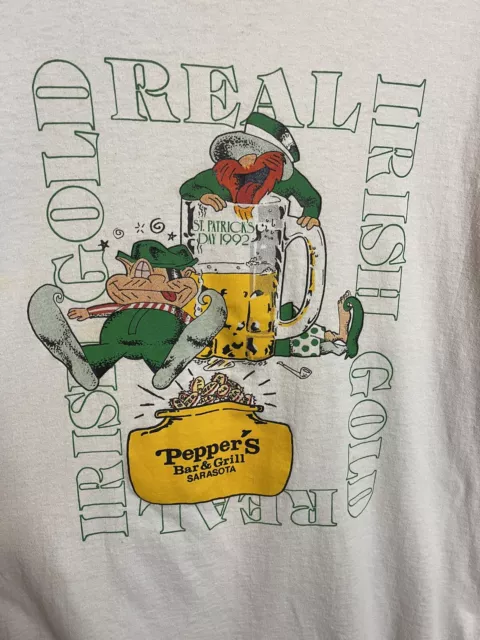 REAL
IRISH GOLD
REAL
IRISH GOLD
ST. PATRICK'S
DAY 1992
Pepper's
Bar & Grill
SARASOTA